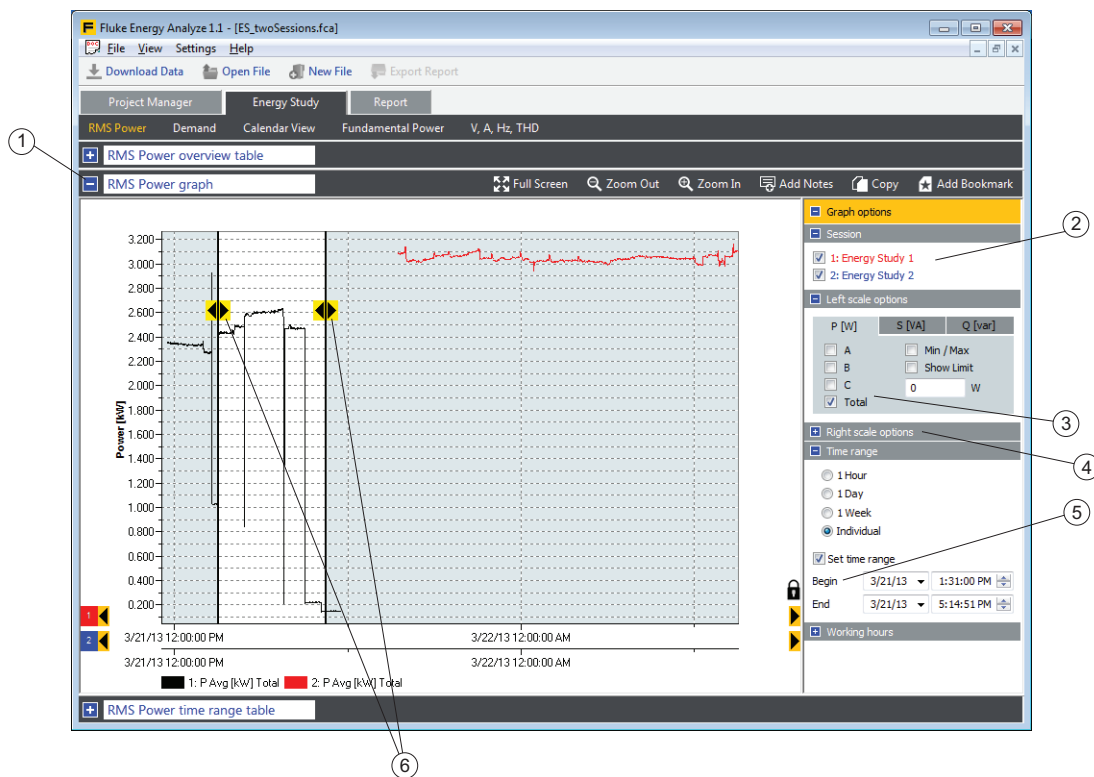 Fluke Energy Analyze 1.1 - [ES_twoSessions.fca]
File View Settings Help
Download Data Open File New File Export Report
Project Manager Energy Study Report
RMS Power Demand Calendar View Fundamental Power V, A, Hz, THD
1
RMS Power overview table
RMS Power graph Full Screen Zoom Out Zoom In Add Notes Copy Add Bookmark
Graph options
Session
1: Energy Study 1
2: Energy Study 2
2
Left scale options
P [W] S [VA] Q [var]
A Min / Max
B Show Limit
C 0 W
Total
3
Right scale options
4
Time range
1 Hour
1 Day
1 Week
Individual
5
Set time range
Begin 3/21/13 1:31:00 PM
End 3/21/13 5:14:51 PM
Working hours
Power [kW]
3.200
3.000
2.800
2.600
2.400
2.200
2.000
1.800
1.600
1.400
1.200
1.000
0.800
0.600
0.400
0.200
1
2
3/21/13 12:00:00 PM 3/22/13 12:00:00 AM
3/21/13 12:00:00 PM 3/22/13 12:00:00 AM
1: P Avg [kW] Total 2: P Avg [kW] Total
RMS Power time range table
6